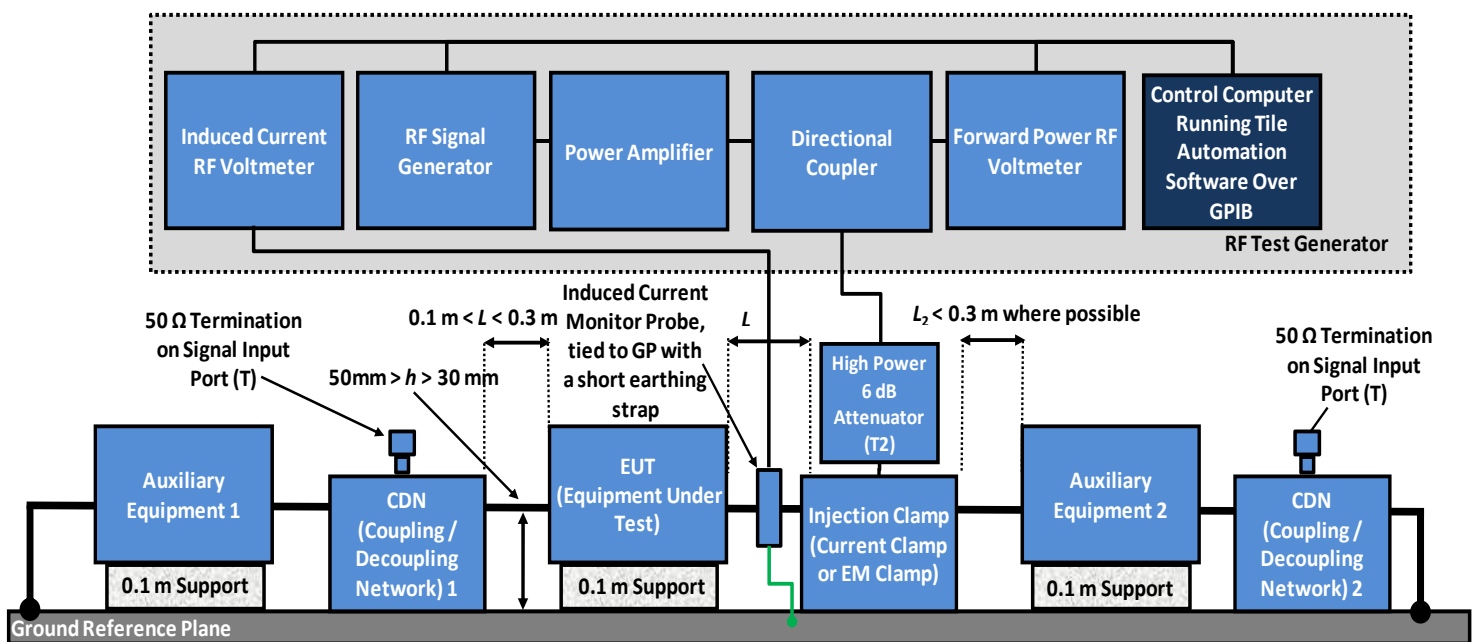 Induced Current
RF Voltmeter
RF Signal
Generator
Power Amplifier
Directional
Coupler
Forward Power RF
Voltmeter
Control Computer
Running Tile
Automation
Software Over
GPIB
RF Test Generator
50 Ω Termination
on Signal Input
Port (T)
0.1 m < L < 0.3 m
50mm > h > 30 mm
Induced Current
Monitor Probe,
tied to GP with
a short earthing
strap
L
High Power
6 dB
Attenuator
(T2)
L₂ < 0.3 m where possible
50 Ω Termination
on Signal Input
Port (T)
Auxiliary
Equipment 1
0.1 m Support
CDN
(Coupling /
Decoupling
Network) 1
EUT
(Equipment Under
Test)
0.1 m Support
Injection Clamp
(Current Clamp
or EM Clamp)
Auxiliary
Equipment 2
0.1 m Support
CDN
(Coupling /
Decoupling
Network) 2
Ground Reference Plane